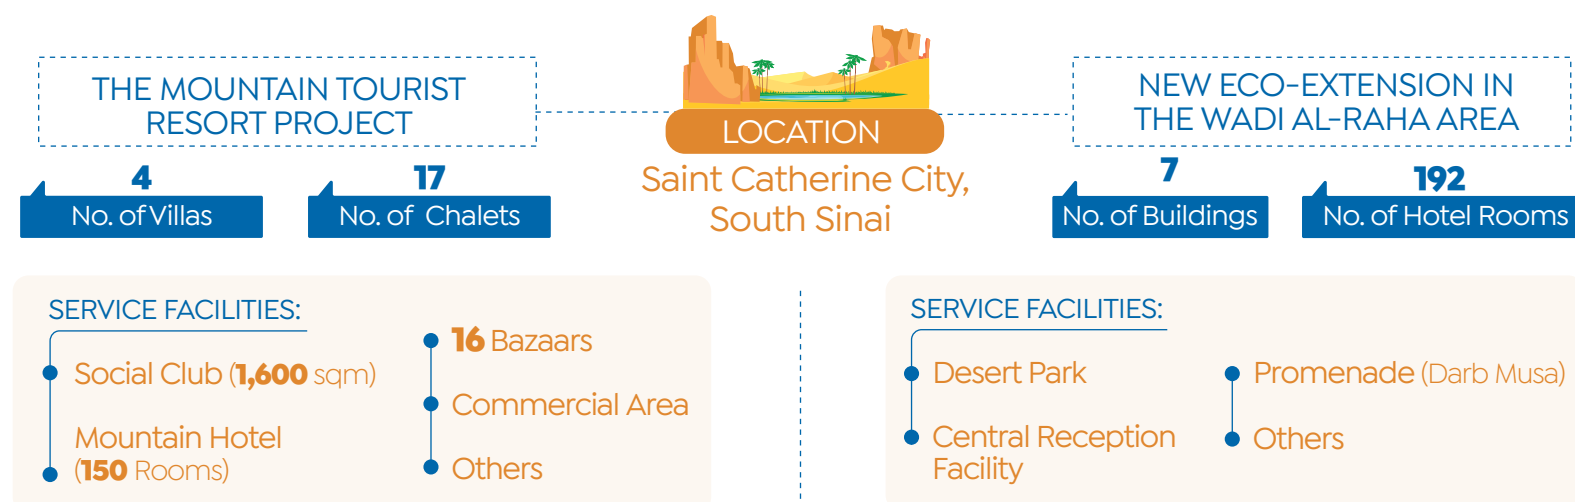 THE MOUNTAIN TOURIST
RESORT PROJECT
4
No. of Villas
17
No. of Chalets
LOCATION
Saint Catherine City,
South Sinai
NEW ECO-EXTENSION IN
THE WADI AL-RAHA AREA
7
No. of Buildings
192
No. of Hotel Rooms
SERVICE FACILITIES:
Social Club (1,600 sqm)
Mountain Hotel
(150 Rooms)
16 Bazaars
Commercial Area
Others
SERVICE FACILITIES:
Desert Park
Central Reception
Facility
Promenade (Darb Musa)
Others